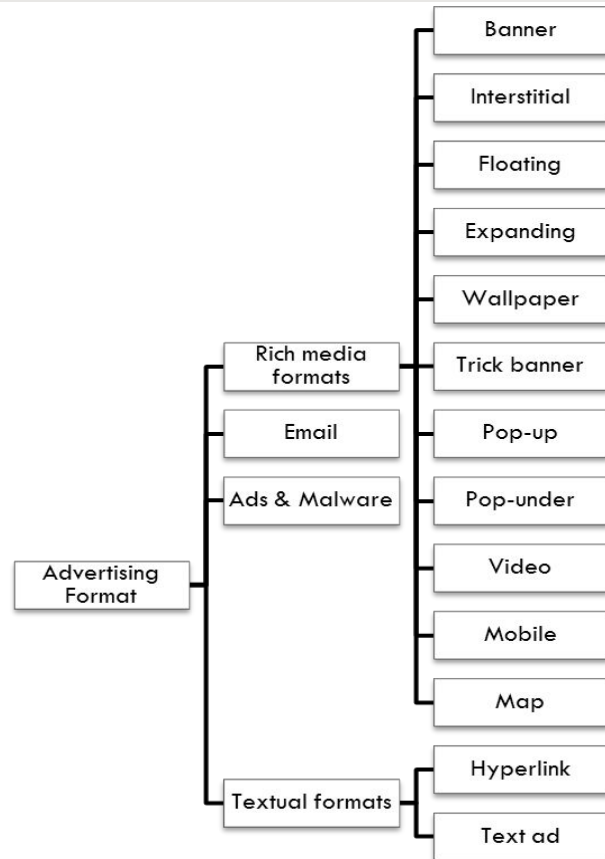 Banner
Interstitial
Floating
Expanding
Wallpaper
Rich media
formats
Trick banner
Email
Pop-up
Ads & Malware
Pop-under
Advertising
Format
Video
Mobile
Map
Textual formats
Hyperlink
Text ad